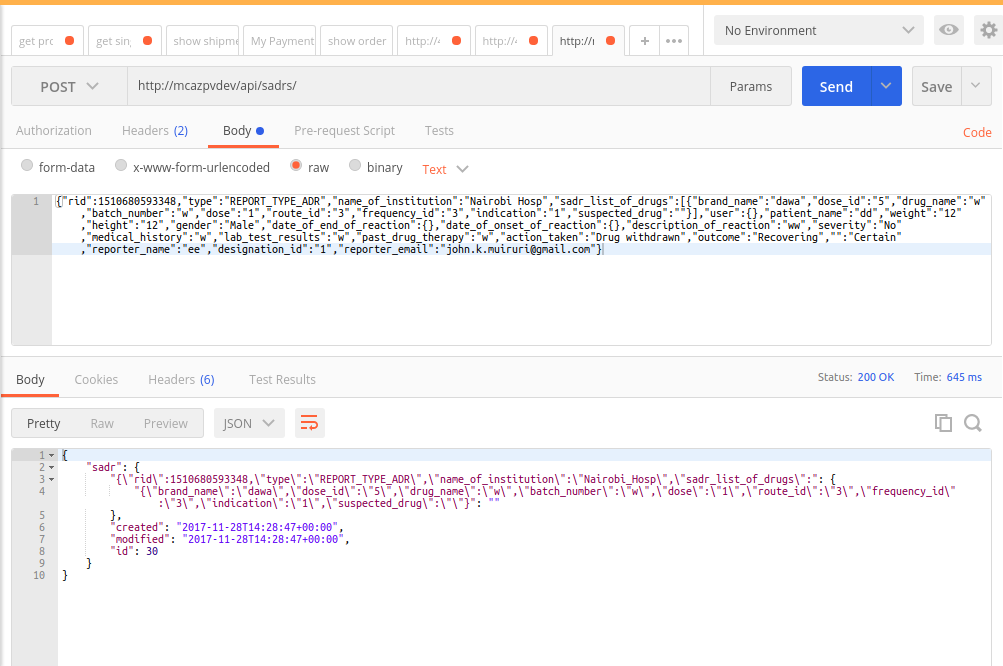 get pro
get sin
show shipme
My Payment
show order
http://4
http://4
http://r
+
•••
No Environment
POST
http://mcazpvdev/api/sadrs/
Params
Send
Save
Authorization
Headers (2)
Body
Pre-request Script
Tests
Code
form-data
x-www-form-urlencoded
raw
binary
Text
1
{"rid":1510680593348,"type":"REPORT_TYPE_ADR","name_of_institution":"Nairobi Hosp","sadr_list_of_drugs":[{"brand_name":"dawa","dose_id":"5","drug_name":"w"
,"batch_number":"w","dose":"1","route_id":"3","frequency_id":"3","indication":"1","suspected_drug":""}],"user":{},"patient_name":"dd","weight":"12"
,"height":"12","gender":"Male","date_of_end_of_reaction":{},"date_of_onset_of_reaction":{},"description_of_reaction":"ww","severity":"No"
,"medical_history":"w","lab_test_results":"w","past_drug_therapy":"w","action_taken":"Drug withdrawn","outcome":"Recovering","":"Certain"
,"reporter_name":"ee","designation_id":"1","reporter_email":"john.k.muiruri@gmail.com"}
Body
Cookies
Headers (6)
Test Results
Status: 200 OK
Time: 645 ms
Pretty
Raw
Preview
JSON
1 {
2 "sadr": {
3 "{\"rid\":1510680593348,\"type\":\"REPORT_TYPE_ADR\",\"name_of_institution\":\"Nairobi_Hosp\",\"sadr_list_of_drugs\":": {
4 "{\"brand_name\":\"dawa\",\"dose_id\":\"5\",\"drug_name\":\"w\",\"batch_number\":\"w\",\"dose\":\"1\",\"route_id\":\"3\",\"frequency_id\"
:\"3\",\"indication\":\"1\",\"suspected_drug\":\"\"}": ""
5 },
6 "created": "2017-11-28T14:28:47+00:00",
7 "modified": "2017-11-28T14:28:47+00:00",
8 "id": 30
9 }
10 }